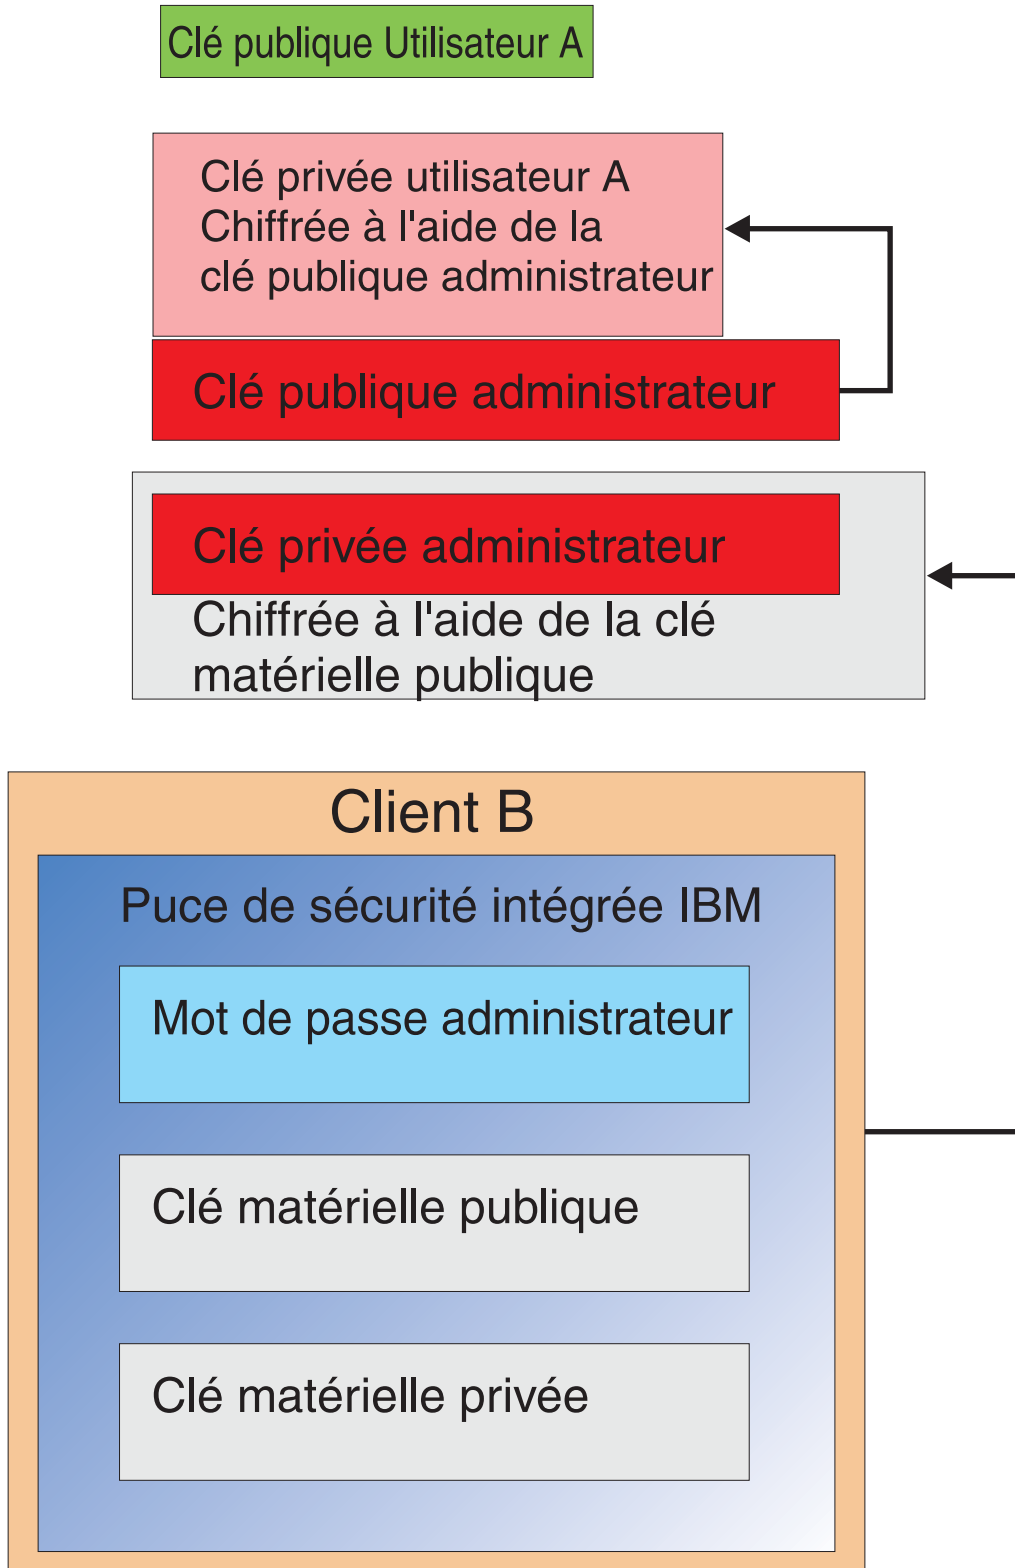 Clé publique Utilisateur A
Clé privée utilisateur A
Chiffrée à l'aide de la
clé publique administrateur
Clé publique administrateur
Clé privée administrateur
Chiffrée à l'aide de la clé
matérielle publique
Client B
Puce de sécurité intégrée IBM
Mot de passe administrateur
Clé matérielle publique
Clé matérielle privée